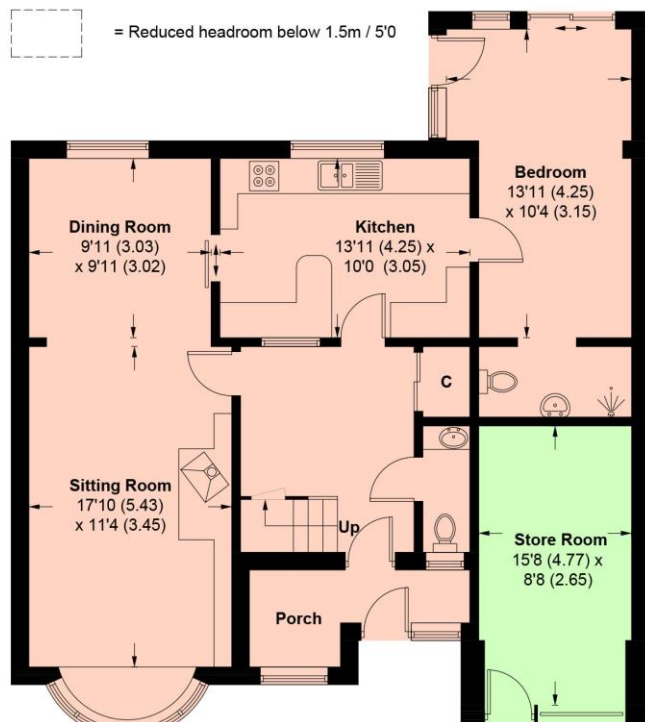 = Reduced headroom below 1.5m / 5'0
Bedroom
13'11 (4.25)
x 10'4 (3.15)
Dining Room
9'11 (3.03)
x 9'11 (3.02)
Kitchen
13'11 (4.25) x
10'0 (3.05)
C
Sitting Room
17'10 (5.43)
x 11'4 (3.45)
Up
Store Room
15'8 (4.77) x
8'8 (2.65)
Porch